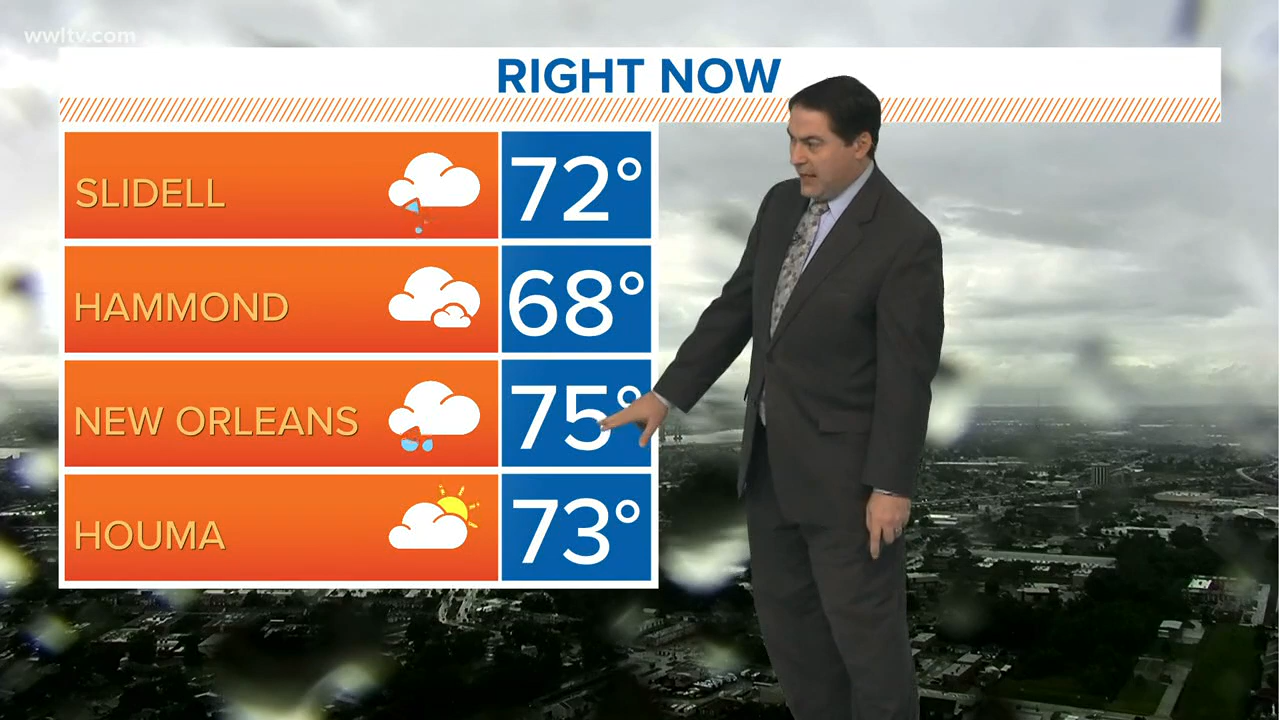 wwltv.com
RIGHT NOW
SLIDELL 72°
HAMMOND 68°
NEW ORLEANS 75°
HOUMA 73°